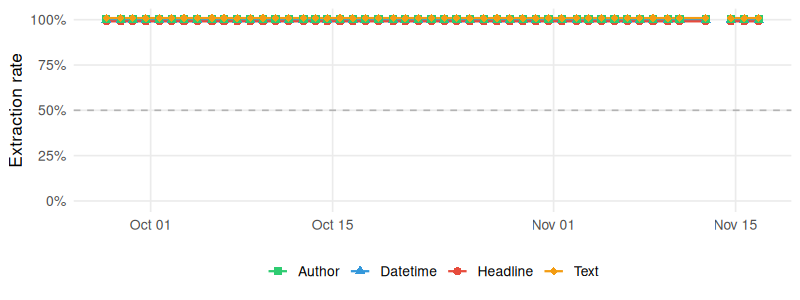 Extraction rate
100%
75%
50%
25%
0%
Oct 01 Oct 15 Nov 01 Nov 15
Author Datetime Headline Text